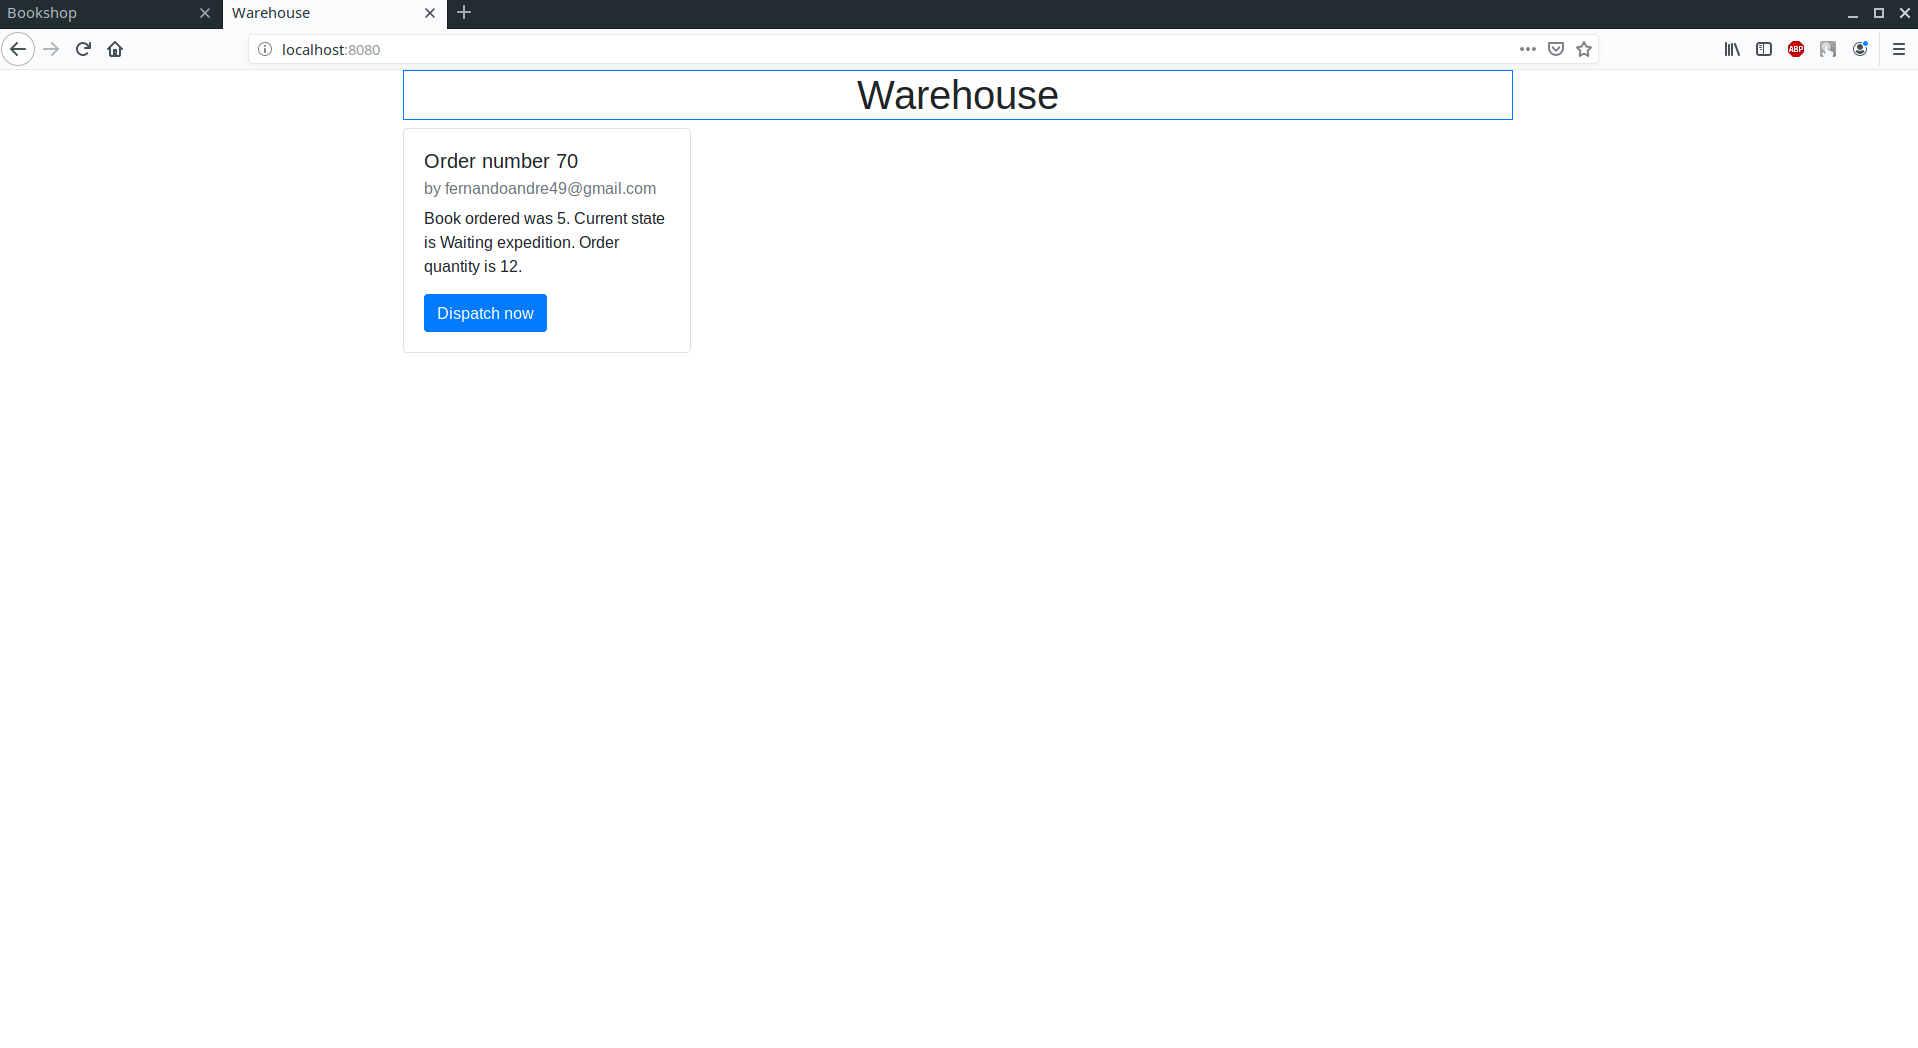 Bookshop
Warehouse
localhost:8080
ABP
Warehouse
Order number 70
by fernandoandre49@gmail.com
Book ordered was 5. Current state
is Waiting expedition. Order
quantity is 12.
Dispatch now